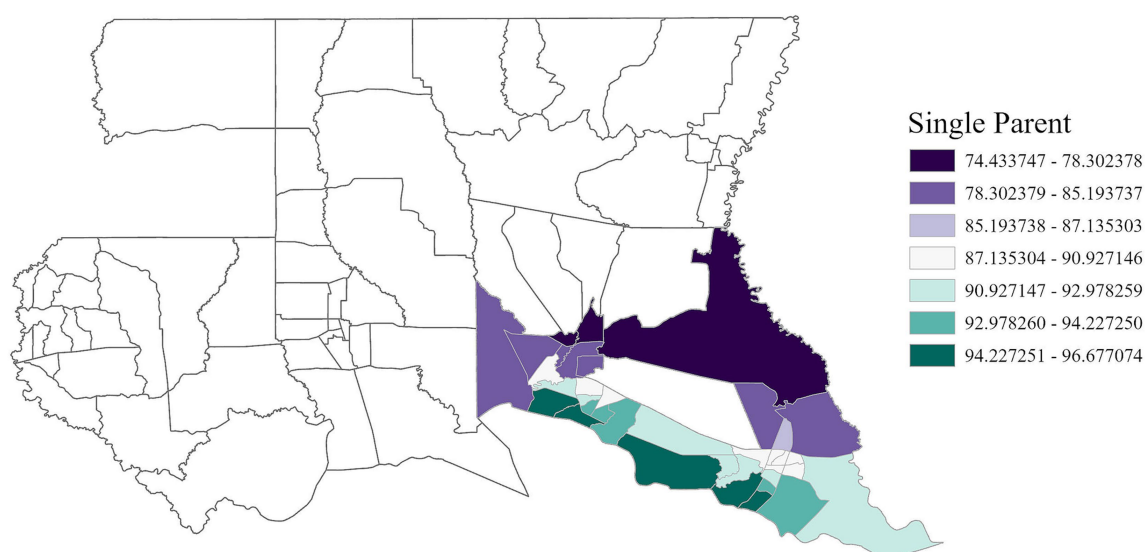 Single Parent
74.433747 - 78.302378
78.302379 - 85.193737
85.193738 - 87.135303
87.135304 - 90.927146
90.927147 - 92.978259
92.978260 - 94.227250
94.227251 - 96.677074